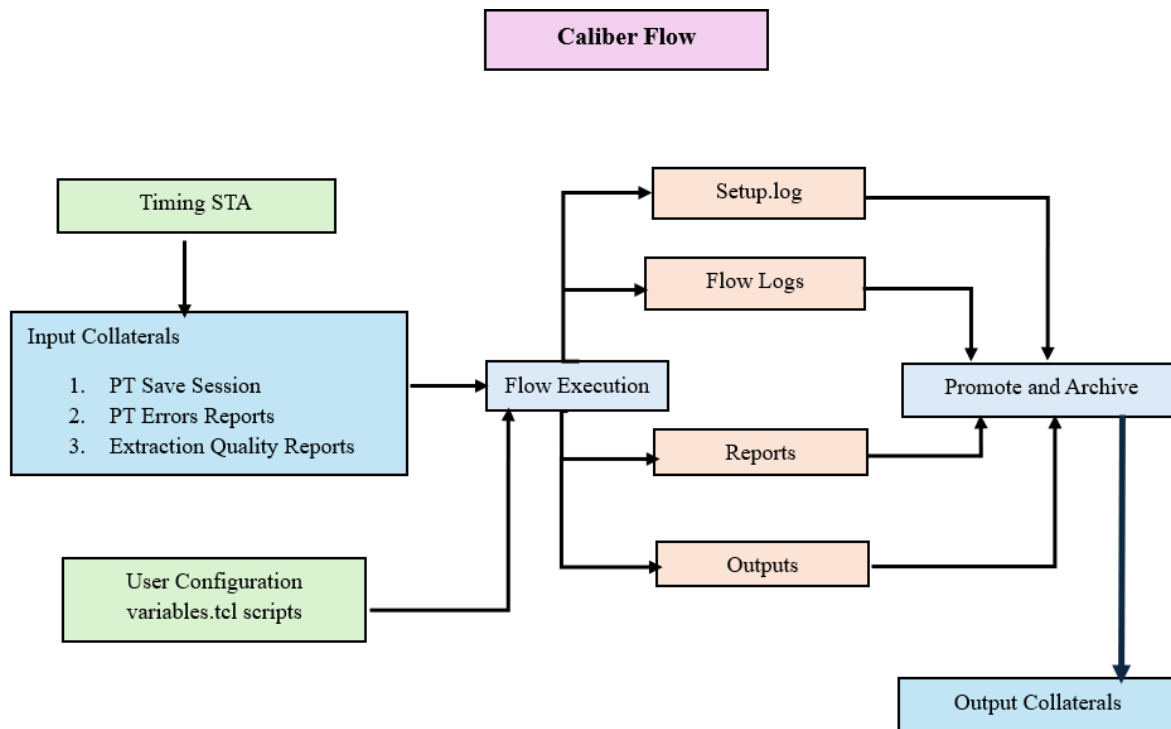 Caliber Flow
Timing STA
Input Collaterals
1. PT Save Session
2. PT Errors Reports
3. Extraction Quality Reports
User Configuration
variables.tcl scripts
Flow Execution
Setup.log
Flow Logs
Reports
Outputs
Promote and Archive
Output Collaterals